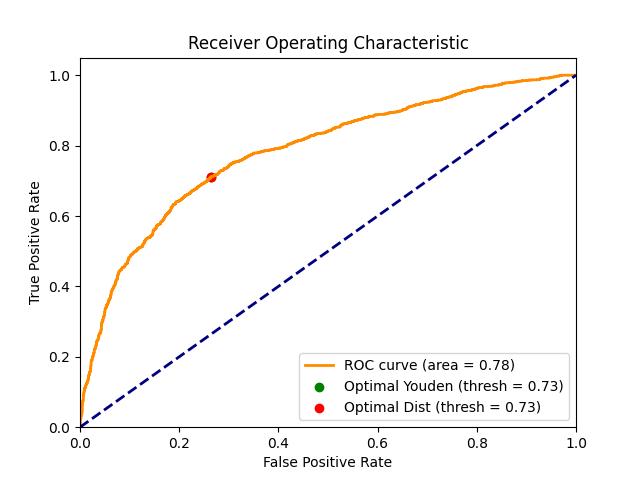 Receiver Operating Characteristic
True Positive Rate
1.0
0.8
0.6
0.4
0.2
0.0
ROC curve (area = 0.78)
Optimal Youden (thresh = 0.73)
Optimal Dist (thresh = 0.73)
0.0 0.2 0.4 0.6 0.8 1.0
False Positive Rate